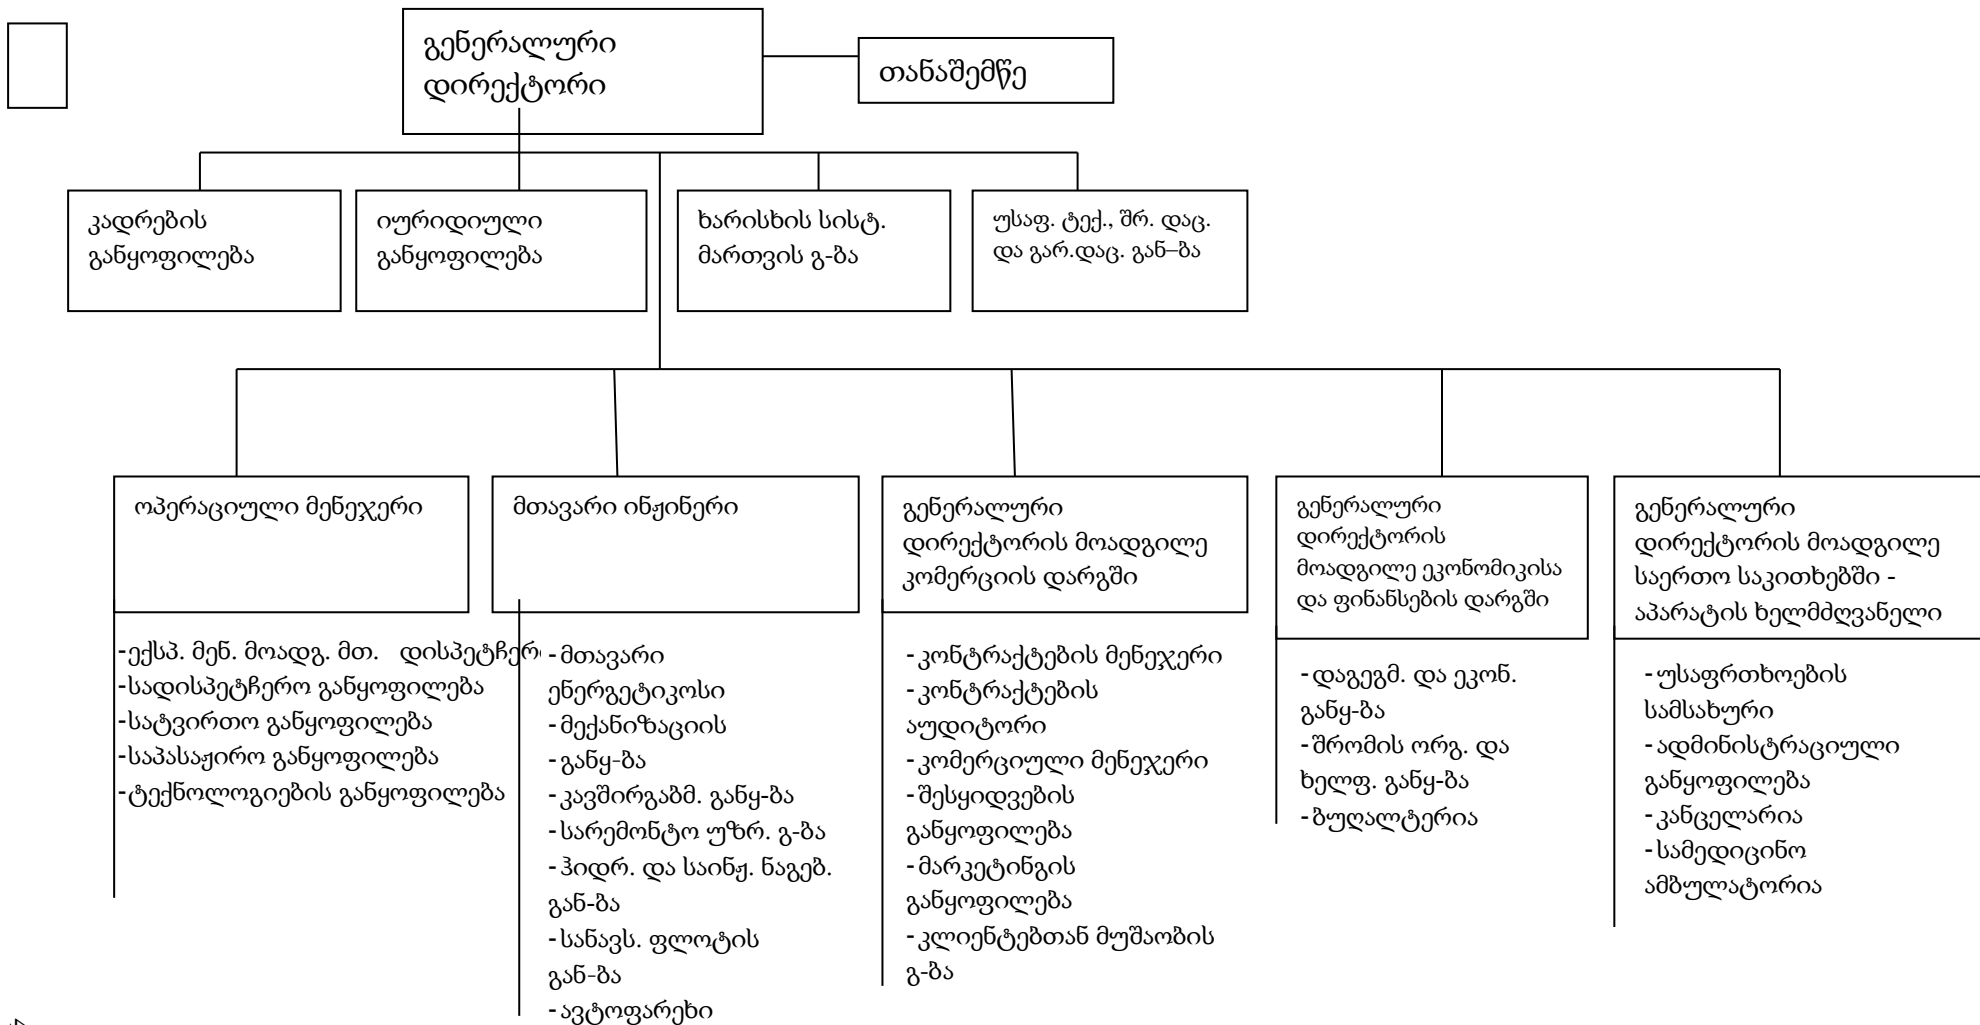 გენერალური
დირექტორი
თანაშემწე
კადრების
განყოფილება
იურიდიული
განყოფილება
ხარისხის სისტ.
მართვის გ-ბა
უსაფ. ტექ., შრ. დაც.
და გარ.დაც. გან–ბა
ოპერაციული მენეჯერი
-ექსპ. მენ. მოადგ. მთ. დისპეტჩერი
-სადისპეტჩერო განყოფილება
-სატვირთო განყოფილება
-საპასაჟირო განყოფილება
-ტექნოლოგიების განყოფილება
მთავარი ინჟინერი
-მთავარი
ენერგეტიკოსი
-მექანიზაციის
-განყ-ბა
-კავშირგაბმ. განყ-ბა
-სარემონტო უზრ. გ-ბა
-ჰიდრ. და საინჟ. ნაგებ.
გან-ბა
-სანავს. ფლოტის
გან-ბა
-ავტოფარეხი
გენერალური
დირექტორის მოადგილე
კომერციის დარგში
-კონტრაქტების მენეჯერი
-კონტრაქტების
აუდიტორი
-კომერციული მენეჯერი
-შესყიდვების
განყოფილება
-მარკეტინგის
განყოფილება
-კლიენტებთან მუშაობის
გ-ბა
გენერალური
დირექტორის
მოადგილე ეკონომიკისა
და ფინანსების დარგში
-დაგეგმ. და ეკონ.
განყ-ბა
-შრომის ორგ. და
ხელფ. განყ-ბა
-ბუღალტერია
გენერალური
დირექტორის მოადგილე
საერთო საკითხებში -
აპარატის ხელმძღვანელი
-უსაფრთხოების
სამსახური
-ადმინისტრაციული
განყოფილება
-კანცელარია
-სამედიცინო
ამბულატორია